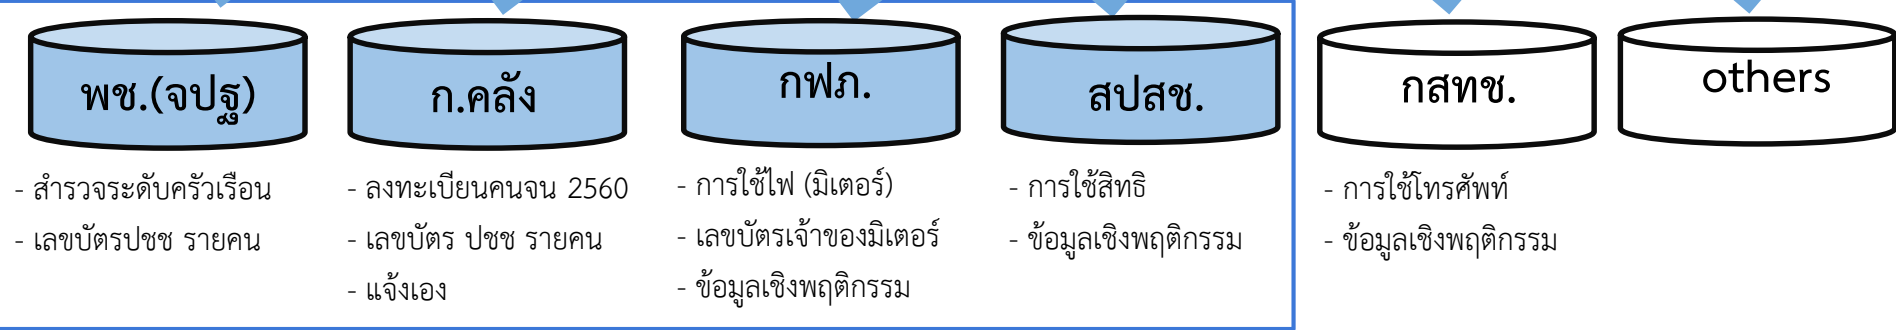 พช.(จปฐ)
- สำรวจระดับครัวเรือน
- เลขบัตรปชช รายคน
ก.คลัง
- ลงทะเบียนคนจน 2560
- เลขบัตร ปชช รายคน
- แจ้งเอง
กฟภ.
- การใช้ไฟ (มิเตอร์)
- เลขบัตรเจ้าของมิเตอร์
- ข้อมูลเชิงพฤติกรรม
สปสช.
- การใช้สิทธิ
- ข้อมูลเชิงพฤติกรรม
กสทช.
- การใช้โทรศัพท์
- ข้อมูลเชิงพฤติกรรม
others